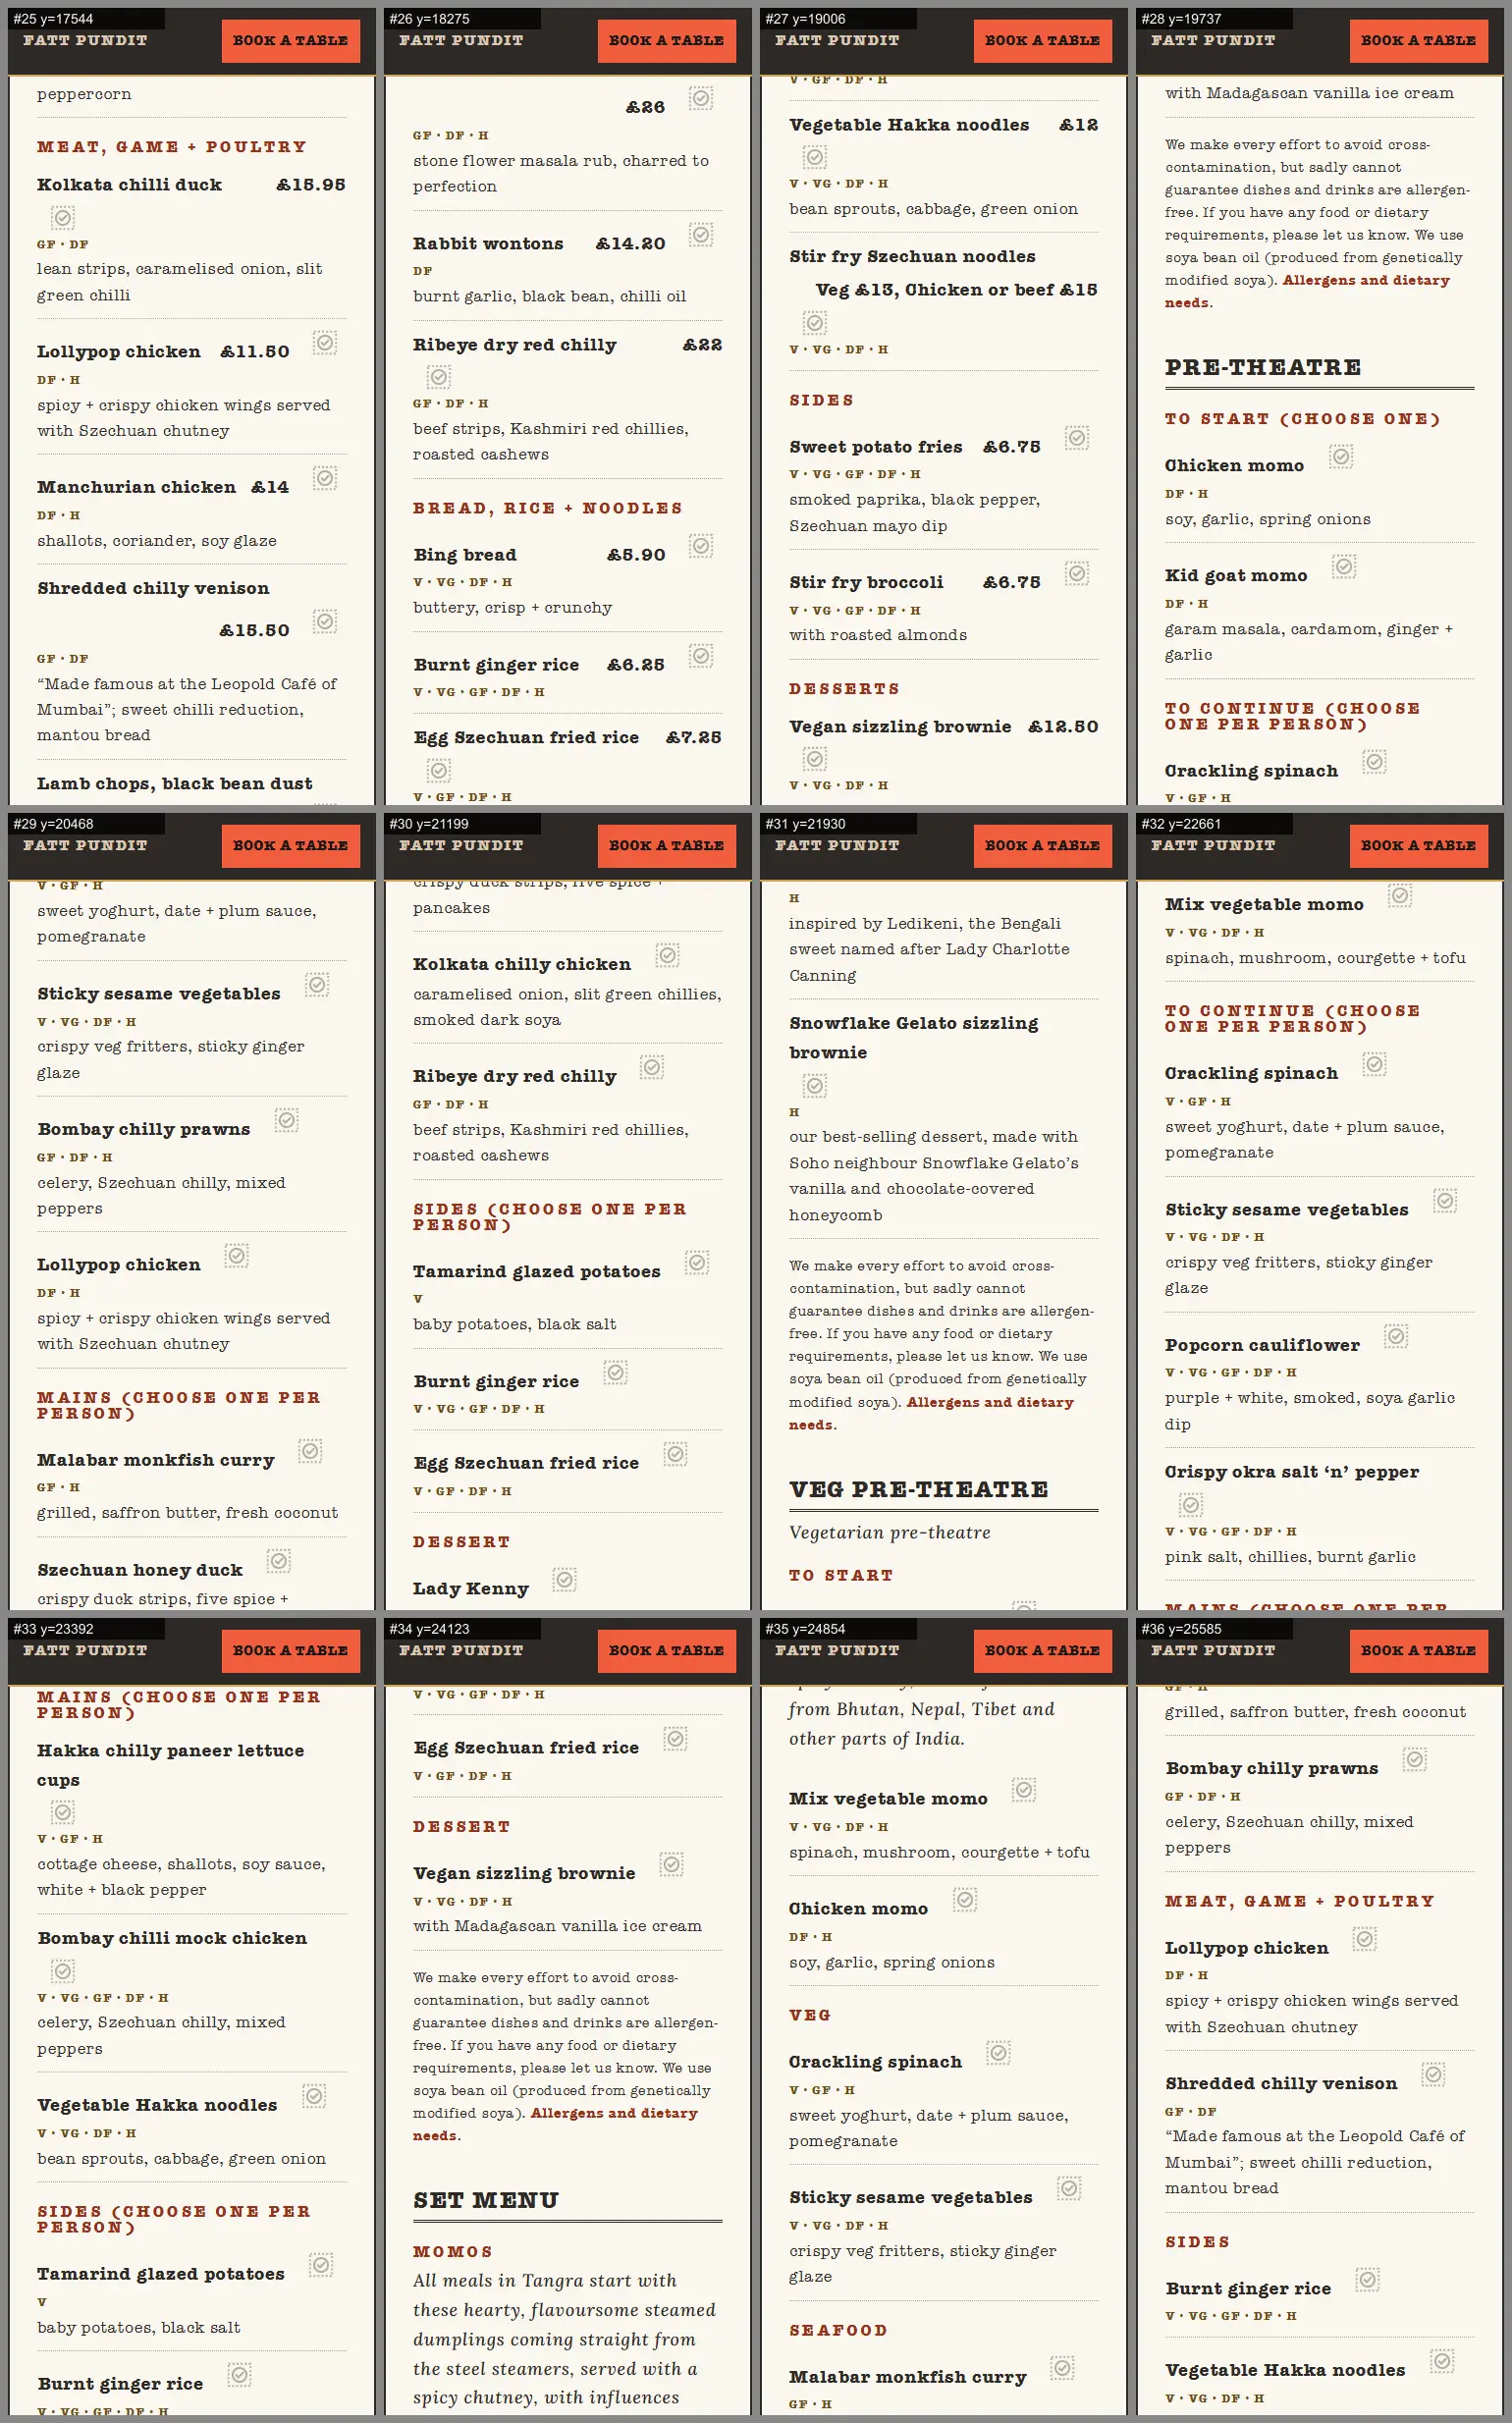 #25 y=17544
FATT PUNDIT
BOOK A TABLE
peppercorn
MEAT, GAME + POULTRY
Kolkata chilli duck £15.95
GF · DF
lean strips, caramelised onion, slit
green chilli
Lollypop chicken £11.50
DF · H
spicy + crispy chicken wings served
with Szechuan chutney
Manchurian chicken £14
DF · H
shallots, coriander, soy glaze
Shredded chilly venison
£15.50
GF · DF
“Made famous at the Leopold Café of
Mumbai”; sweet chilli reduction,
mantou bread
Lamb chops, black bean dust
#26 y=18275
FATT PUNDIT
BOOK A TABLE
£26
GF · DF · H
stone flower masala rub, charred to
perfection
Rabbit wontons £14.20
DF
burnt garlic, black bean, chilli oil
Ribeye dry red chilly £22
GF · DF · H
beef strips, Kashmiri red chillies,
roasted cashews
BREAD, RICE + NOODLES
Bing bread £5.90
V · VG · DF · H
buttery, crisp + crunchy
Burnt ginger rice £6.25
V · VG · GF · DF · H
Egg Szechuan fried rice £7.25
V · GF · DF · H
#27 y=19006
FATT PUNDIT
BOOK A TABLE
V · GF · DF · H
Vegetable Hakka noodles £12
V · VG · DF · H
bean sprouts, cabbage, green onion
Stir fry Szechuan noodles
Veg £13, Chicken or beef £15
V · VG · DF · H
SIDES
Sweet potato fries £6.75
V · VG · GF · DF · H
smoked paprika, black pepper,
Szechuan mayo dip
Stir fry broccoli £6.75
V · VG · GF · DF · H
with roasted almonds
DESSERTS
Vegan sizzling brownie £12.50
V · VG · DF · H
#28 y=19737
FATT PUNDIT
BOOK A TABLE
with Madagascan vanilla ice cream
We make every effort to avoid cross-
contamination, but sadly cannot
guarantee dishes and drinks are allergen-
free. If you have any food or dietary
requirements, please let us know. We use
soya bean oil (produced from genetically
modified soya). Allergens and dietary
needs.
PRE-THEATRE
TO START (CHOOSE ONE)
Chicken momo
DF · H
soy, garlic, spring onions
Kid goat momo
DF · H
garam masala, cardamom, ginger +
garlic
TO CONTINUE (CHOOSE
ONE PER PERSON)
Crackling spinach
V · GF · H
#29 y=20468
FATT PUNDIT
BOOK A TABLE
V · GF · H
sweet yoghurt, date + plum sauce,
pomegranate
Sticky sesame vegetables
V · VG · DF · H
crispy veg fritters, sticky ginger
glaze
Bombay chilly prawns
GF · DF · H
celery, Szechuan chilly, mixed
peppers
Lollypop chicken
DF · H
spicy + crispy chicken wings served
with Szechuan chutney
MAINS (CHOOSE ONE PER
PERSON)
Malabar monkfish curry
GF · H
grilled, saffron butter, fresh coconut
Szechuan honey duck
crispy duck strips, five spice +
#30 y=21199
FATT PUNDIT
BOOK A TABLE
crispy duck strips, five spice +
pancakes
Kolkata chilly chicken
caramelised onion, slit green chillies,
smoked dark soya
Ribeye dry red chilly
GF · DF · H
beef strips, Kashmiri red chillies,
roasted cashews
SIDES (CHOOSE ONE PER
PERSON)
Tamarind glazed potatoes
V
baby potatoes, black salt
Burnt ginger rice
V · VG · GF · DF · H
Egg Szechuan fried rice
V · GF · DF · H
DESSERT
Lady Kenny
#31 y=21930
FATT PUNDIT
BOOK A TABLE
H
inspired by Ledikeni, the Bengali
sweet named after Lady Charlotte
Canning
Snowflake Gelato sizzling
brownie
H
our best-selling dessert, made with
Soho neighbour Snowflake Gelato’s
vanilla and chocolate-covered
honeycomb
We make every effort to avoid cross-
contamination, but sadly cannot
guarantee dishes and drinks are allergen-
free. If you have any food or dietary
requirements, please let us know. We use
soya bean oil (produced from genetically
modified soya). Allergens and dietary
needs.
VEG PRE-THEATRE
Vegetarian pre-theatre
TO START
#32 y=22661
FATT PUNDIT
BOOK A TABLE
Mix vegetable momo
V · VG · DF · H
spinach, mushroom, courgette + tofu
TO CONTINUE (CHOOSE
ONE PER PERSON)
Crackling spinach
V · GF · H
sweet yoghurt, date + plum sauce,
pomegranate
Sticky sesame vegetables
V · VG · DF · H
crispy veg fritters, sticky ginger
glaze
Popcorn cauliflower
V · VG · GF · DF · H
purple + white, smoked, soya garlic
dip
Crispy okra salt ‘n’ pepper
V · VG · GF · DF · H
pink salt, chillies, burnt garlic
MAINS (CHOOSE ONE PER
#33 y=23392
FATT PUNDIT
BOOK A TABLE
MAINS (CHOOSE ONE PER
PERSON)
Hakka chilly paneer lettuce
cups
V · GF · H
cottage cheese, shallots, soy sauce,
white + black pepper
Bombay chilli mock chicken
V · VG · GF · DF · H
celery, Szechuan chilly, mixed
peppers
Vegetable Hakka noodles
V · VG · DF · H
bean sprouts, cabbage, green onion
SIDES (CHOOSE ONE PER
PERSON)
Tamarind glazed potatoes
V
baby potatoes, black salt
Burnt ginger rice
V · VG · GF · DF · H
#34 y=24123
FATT PUNDIT
BOOK A TABLE
V · VG · GF · DF · H
Egg Szechuan fried rice
V · GF · DF · H
DESSERT
Vegan sizzling brownie
V · VG · DF · H
with Madagascan vanilla ice cream
We make every effort to avoid cross-
contamination, but sadly cannot
guarantee dishes and drinks are allergen-
free. If you have any food or dietary
requirements, please let us know. We use
soya bean oil (produced from genetically
modified soya). Allergens and dietary
needs.
SET MENU
MOMOS
All meals in Tangra start with
these hearty, flavoursome steamed
dumplings coming straight from
the steel steamers, served with a
spicy chutney, with influences
#35 y=24854
FATT PUNDIT
BOOK A TABLE
from Bhutan, Nepal, Tibet and
other parts of India.
Mix vegetable momo
V · VG · DF · H
spinach, mushroom, courgette + tofu
Chicken momo
DF · H
soy, garlic, spring onions
VEG
Crackling spinach
V · GF · H
sweet yoghurt, date + plum sauce,
pomegranate
Sticky sesame vegetables
V · VG · DF · H
crispy veg fritters, sticky ginger
glaze
SEAFOOD
Malabar monkfish curry
GF · H
#36 y=25585
FATT PUNDIT
BOOK A TABLE
GF · H
grilled, saffron butter, fresh coconut
Bombay chilly prawns
GF · DF · H
celery, Szechuan chilly, mixed
peppers
MEAT, GAME + POULTRY
Lollypop chicken
DF · H
spicy + crispy chicken wings served
with Szechuan chutney
Shredded chilly venison
GF · DF
“Made famous at the Leopold Café of
Mumbai”; sweet chilli reduction,
mantou bread
SIDES
Burnt ginger rice
V · VG · GF · DF · H
Vegetable Hakka noodles
V · VG · DF · H